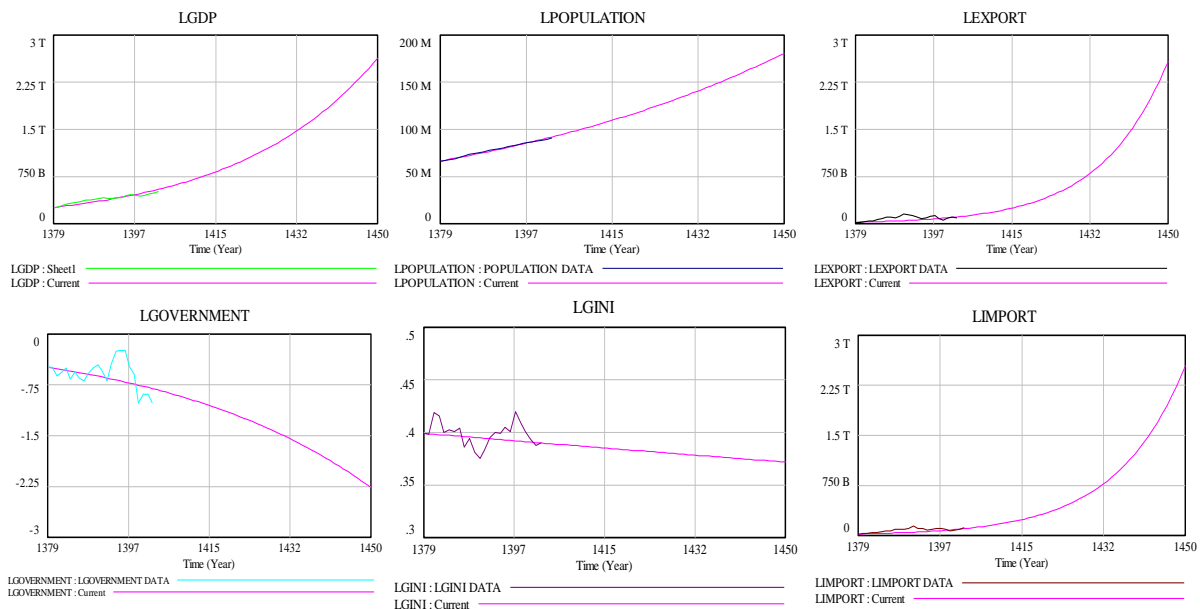 LGDP
3 T
2.25 T
1.5 T
750 B
0
1379 1397 1415 1432 1450
Time (Year)
LGDP : Sheet1
LGDP : Current
LPOPULATION
200 M
150 M
100 M
50 M
0
1379 1397 1415 1432 1450
Time (Year)
LPOPULATION : POPULATION DATA
LPOPULATION : Current
LEXPORT
3 T
2.25 T
1.5 T
750 B
0
1379 1397 1415 1432 1450
Time (Year)
LEXPORT : LEXPORT DATA
LEXPORT : Current
LGOVERNMENT
0
-.75
-1.5
-2.25
-3
1379 1397 1415 1432 1450
Time (Year)
LGOVERNMENT : LGOVERNMENT DATA
LGOVERNMENT : Current
LGINI
.5
.45
.4
.35
.3
1379 1397 1415 1432 1450
Time (Year)
LGINI : LGINI DATA
LGINI : Current
LIMPORT
3 T
2.25 T
1.5 T
750 B
0
1379 1397 1415 1432 1450
Time (Year)
LIMPORT : LIMPORT DATA
LIMPORT : Current